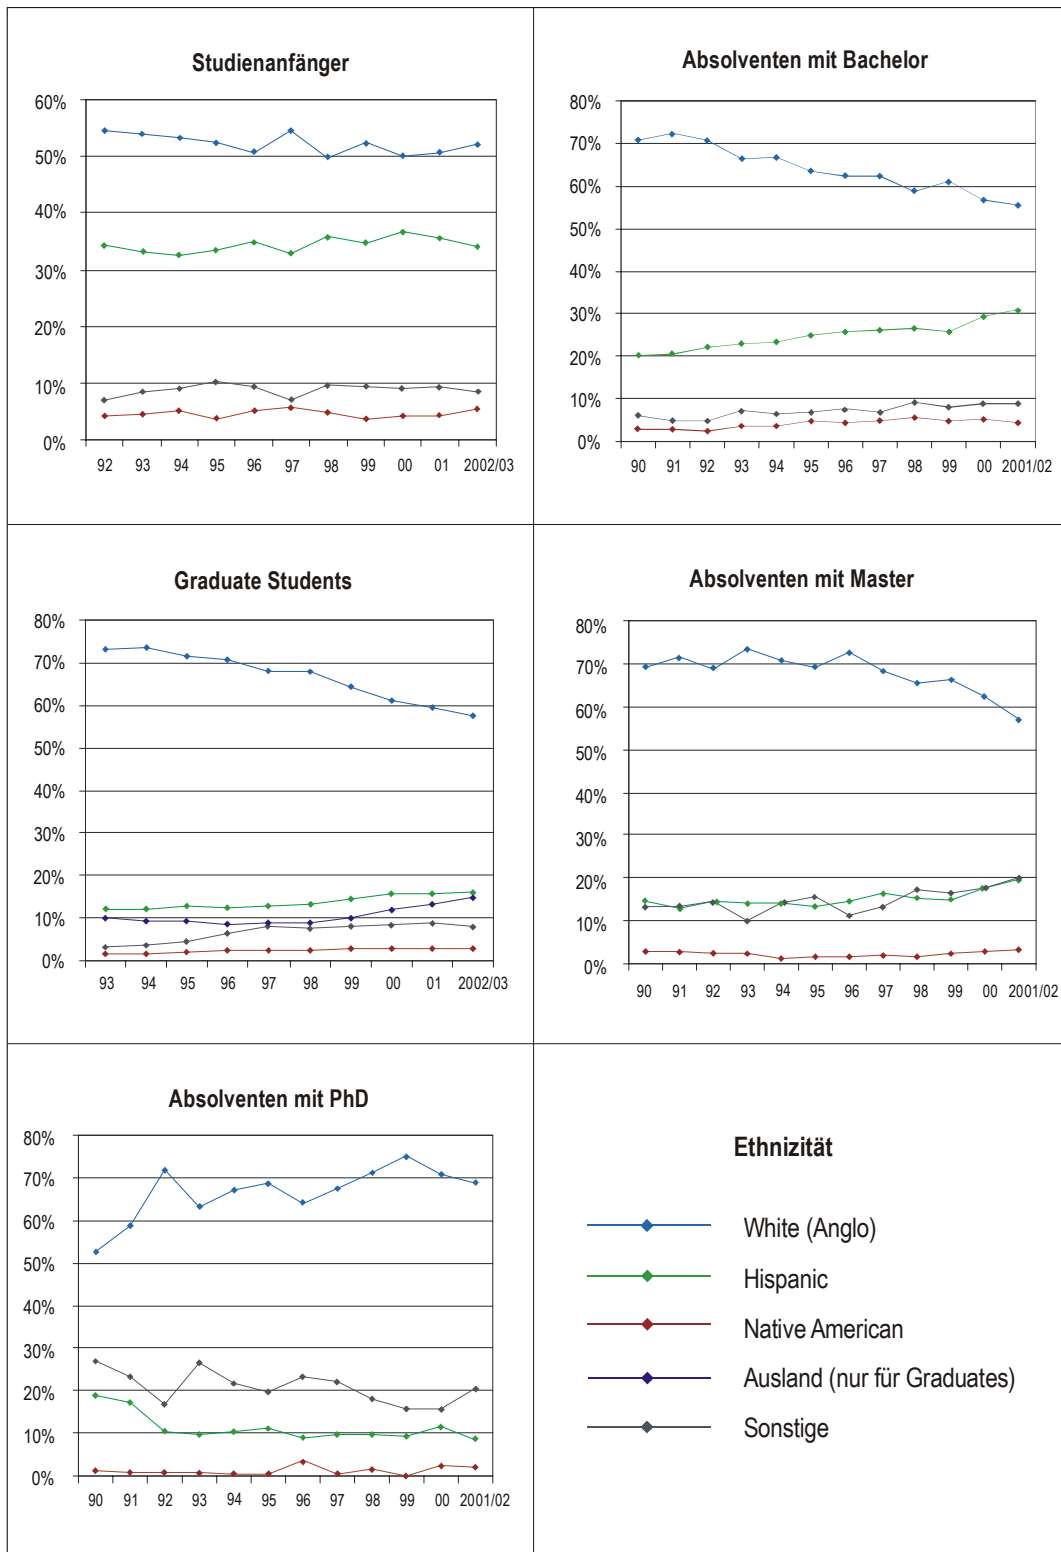 Studienanfänger
60%
50%
40%
30%
20%
10%
0%
92 93 94 95 96 97 98 99 00 01 2002/03
Absolventen mit Bachelor
80%
70%
60%
50%
40%
30%
20%
10%
0%
90 91 92 93 94 95 96 97 98 99 00 2001/02
Graduate Students
80%
70%
60%
50%
40%
30%
20%
10%
0%
93 94 95 96 97 98 99 00 01 2002/03
Absolventen mit Master
80%
70%
60%
50%
40%
30%
20%
10%
0%
90 91 92 93 94 95 96 97 98 99 00 2001/02
Absolventen mit PhD
80%
70%
60%
50%
40%
30%
20%
10%
0%
90 91 92 93 94 95 96 97 98 99 00 2001/02
Ethnizität
White (Anglo)
Hispanic
Native American
Ausland (nur für Graduates)
Sonstige